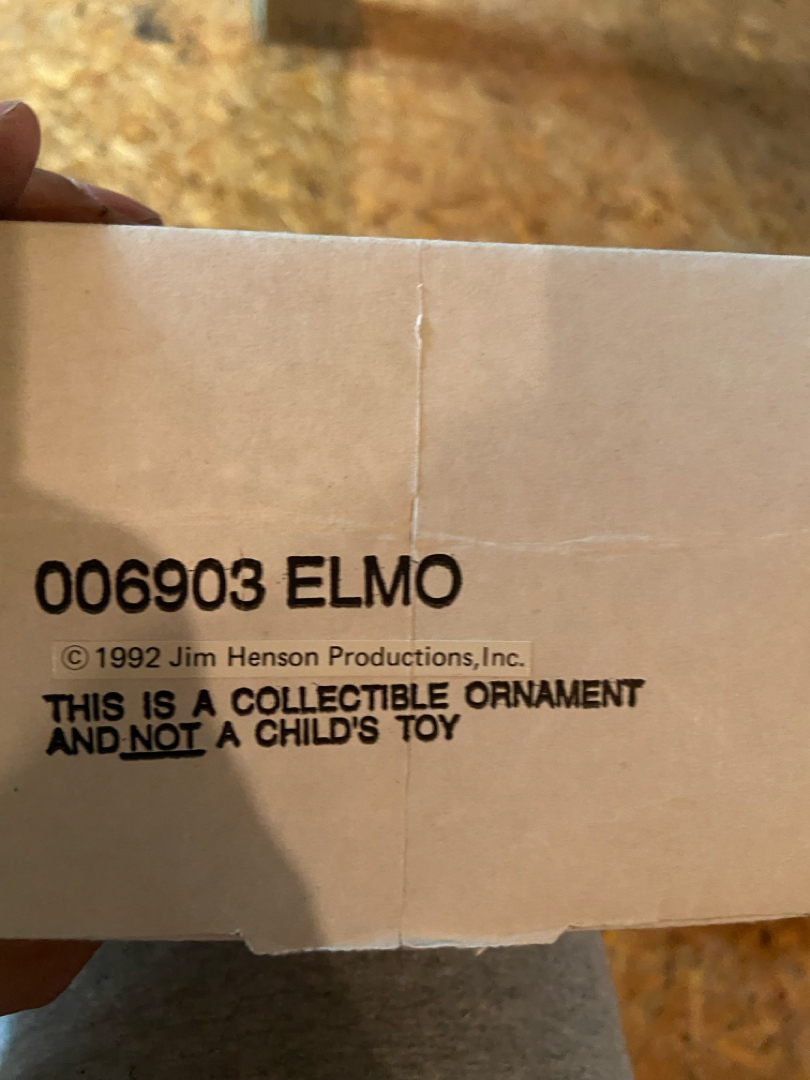 006903 ELMO
© 1992 Jim Henson Productions,Inc.
THIS IS A COLLECTIBLE ORNAMENT
AND NOT A CHILD'S TOY